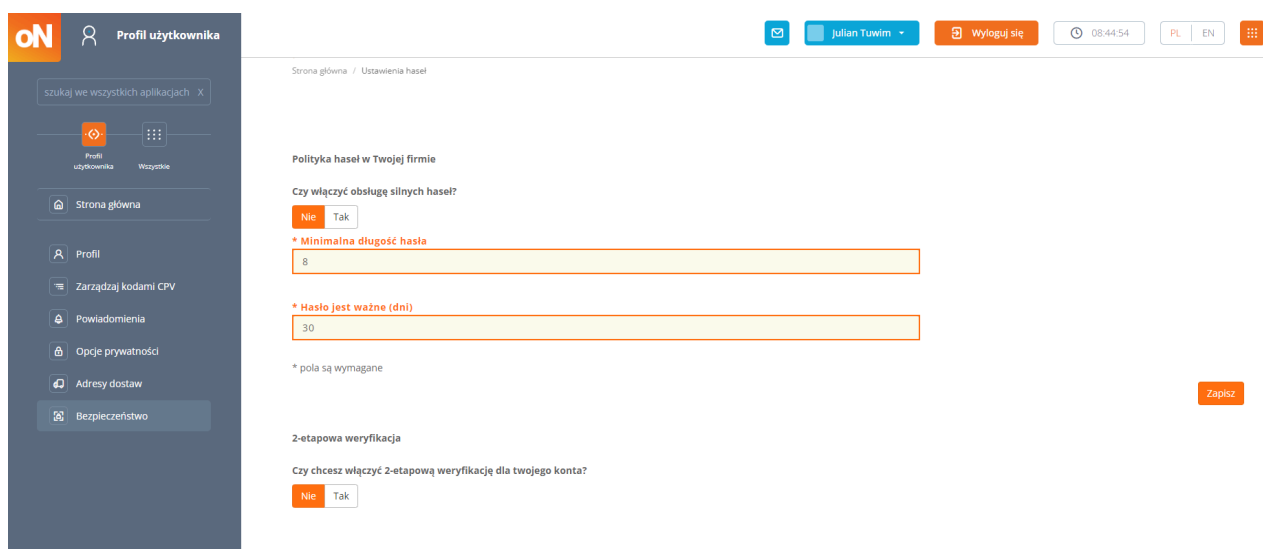 oN
Profil użytkownika
Julian Tuwim
Wyloguj się
08:44:54
PL
EN
Strona główna / Ustawienia haseł
szukaj we wszystkich aplikacjach X
Profil
użytkownika
Wszystkie
Strona główna
Profil
Zarządzaj kodami CPV
Powiadomienia
Opcje prywatności
Adresy dostaw
Bezpieczeństwo
Polityka haseł w Twojej firmie
Czy włączyć obsługę silnych haseł?
Nie Tak
* Minimalna długość hasła
8
* Hasło jest ważne (dni)
30
* pola są wymagane
Zapisz
2-etapowa weryfikacja
Czy chcesz włączyć 2-etapową weryfikację dla twojego konta?
Nie Tak